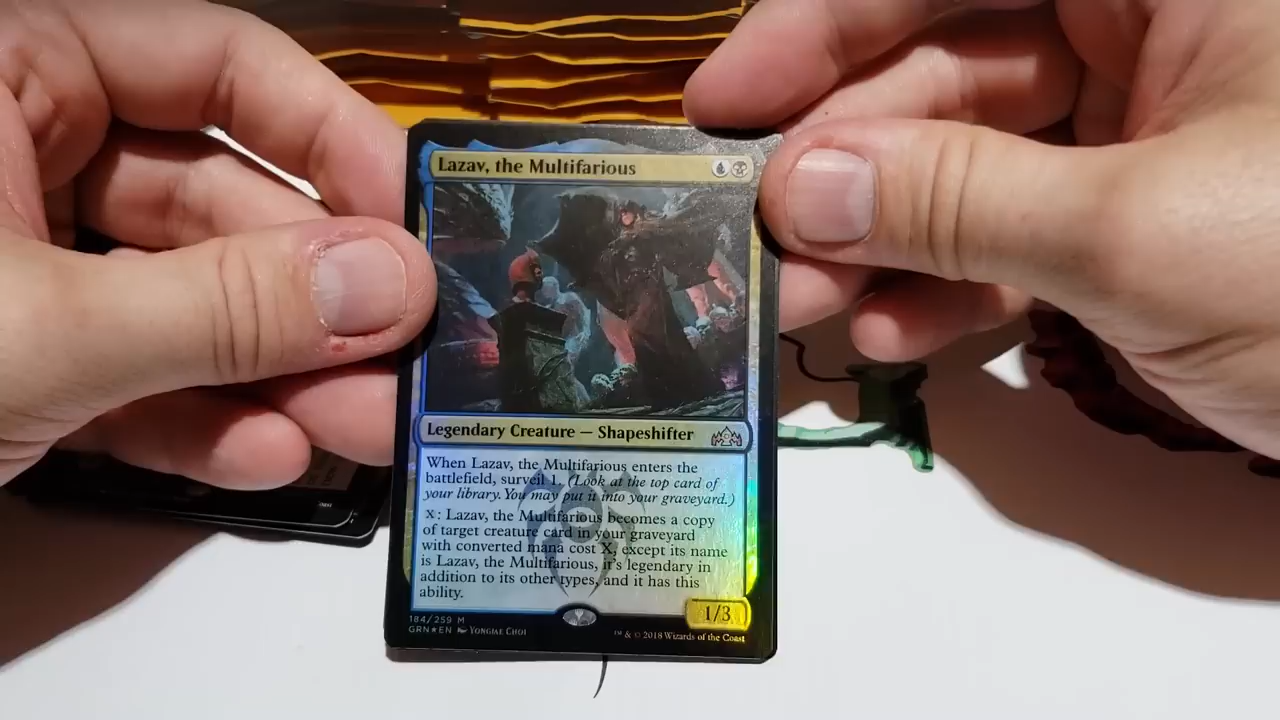 Lazav, the Multifarious
Legendary Creature — Shapeshifter
When Lazav, the Multifarious enters the
battlefield, surveil 1. (Look at the top card of
your library. You may put it into your graveyard.)
X: Lazav, the Multifarious becomes a copy
of target creature card in your graveyard
with converted mana cost X, except its name
is Lazav, the Multifarious, it's legendary in
addition to its other types, and it has this
ability.
1/3
184/259 M
GRN★EN Yongjae Choi
™ & © 2018 Wizards of the Coast